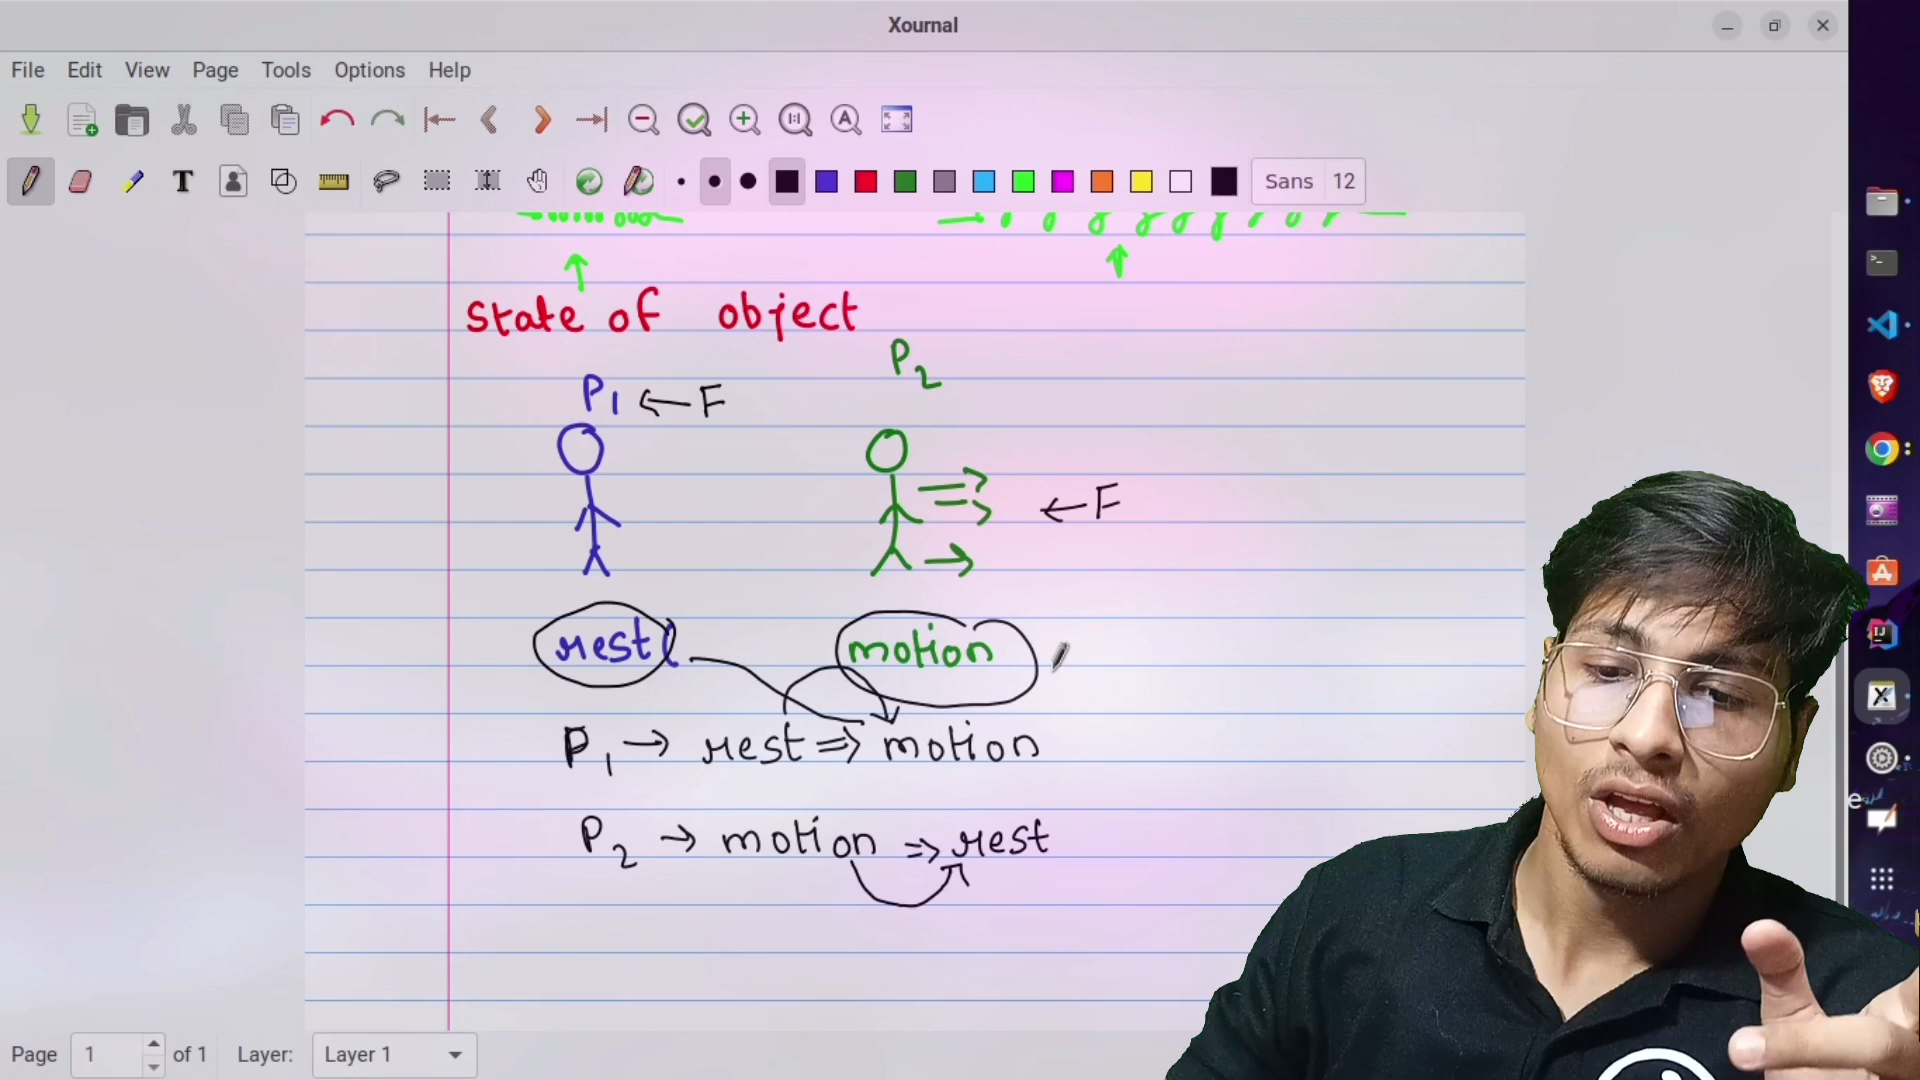 Xournal
File Edit View Page Tools Options Help
T Sans 12
State of object
P2
P1 ← F
← F
rest motion
P1 → rest ⇒ motion
P2 → motion ⇒ rest
Page 1 of 1 Layer: Layer 1